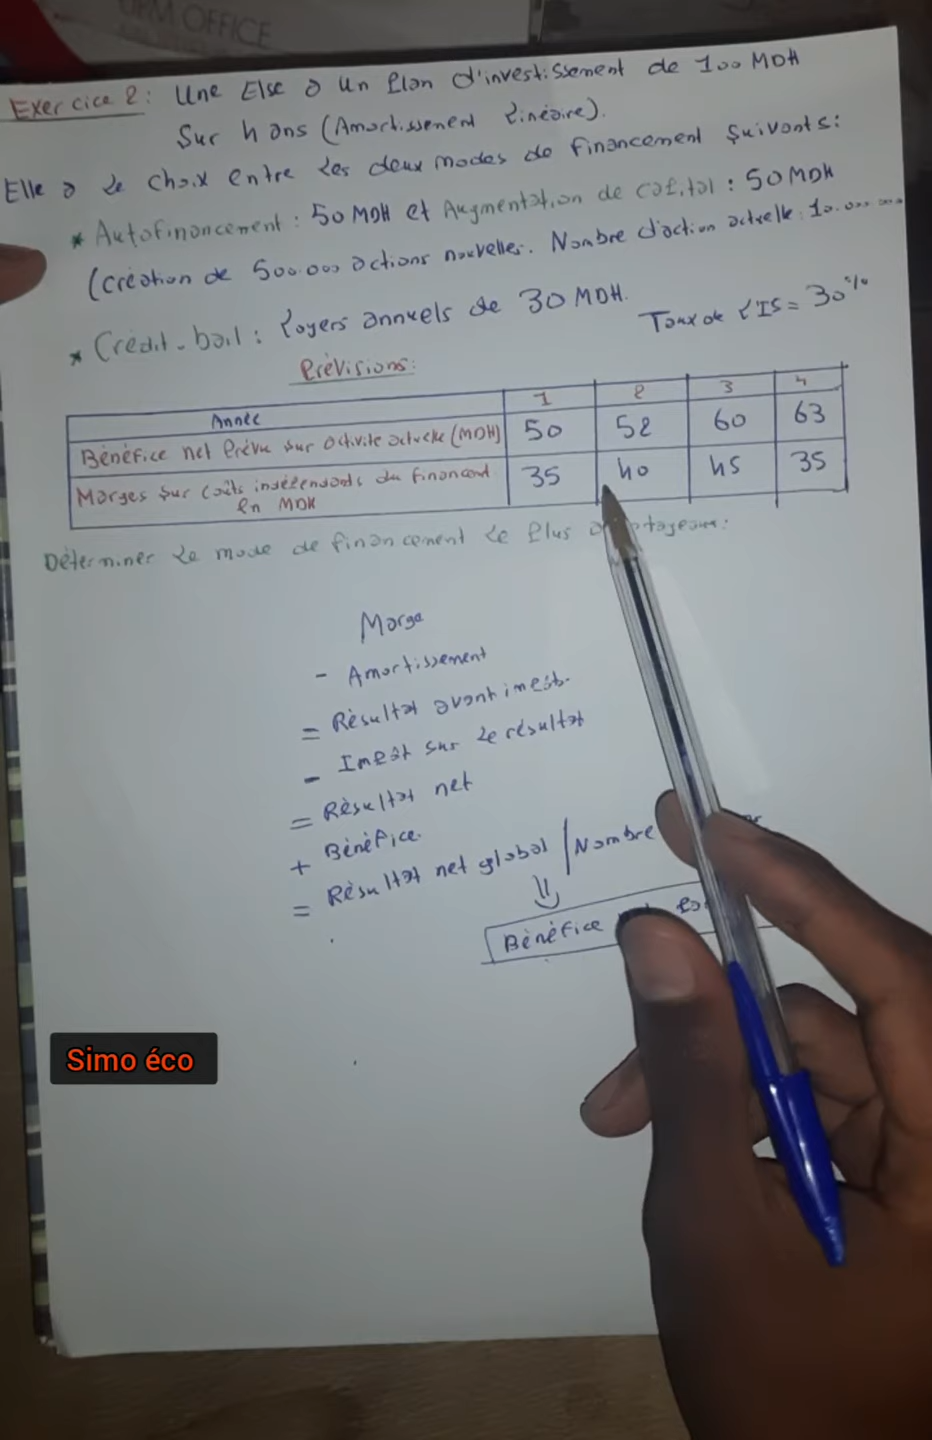 OFFICE
Exercice 2: Une Else a un Plan d'investissement de 100 MDH
Sur 4 ans (Amortissement linéaire).
Elle a le choix entre les deux modes de financement suivants:
* Autofinancement: 50 MDH et Augmentation de capital: 50 MDH
(création de 500.000 actions nouvelles. Nombre d'action actuelle: 10.000.000
* Crédit-bail: loyers annuels de 30 MDH.
Taux de l'IS = 30%
Prévisions:
Année 1 2 3 4
Bénéfice net Prévu sur activité actuelle (MDH) 50 52 60 63
Marges sur coûts indépendants du financement en MDH 35 40 45 35
Déterminer le mode de financement le Plus
Marge
- Amortissement
= Résultat avant impôt.
- Impôt sur le résultat
= Résultat net
+ Bénéfice.
= Résultat net global / Nombre
Bénéfice
Simo éco